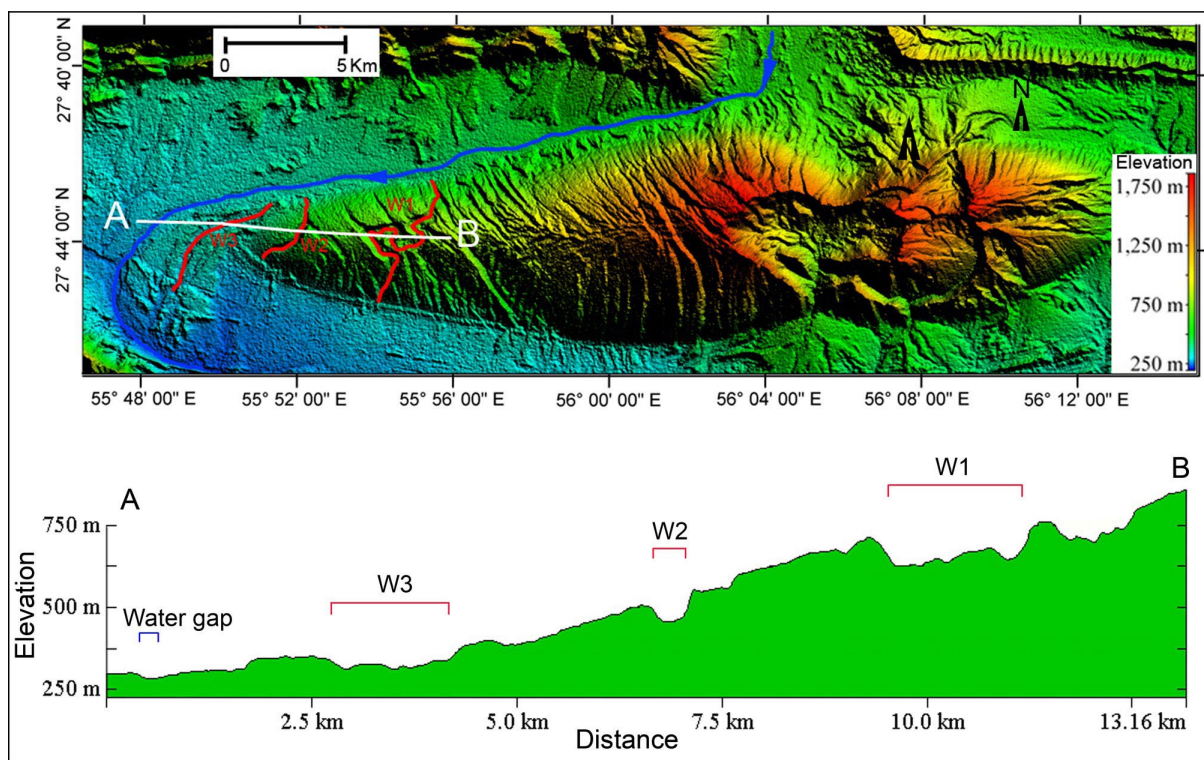 27° 40' 00" N
27° 44' 00" N
0 5 Km
N
A
B
W1
W2
W3
Elevation
1,750 m
1,250 m
750 m
250 m
55° 48' 00" E 55° 52' 00" E 55° 56' 00" E 56° 00' 00" E 56° 04' 00" E 56° 08' 00" E 56° 12' 00" E
A
B
W1
W2
W3
Water gap
Elevation
750 m
500 m
250 m
2.5 km 5.0 km 7.5 km 10.0 km 13.16 km
Distance